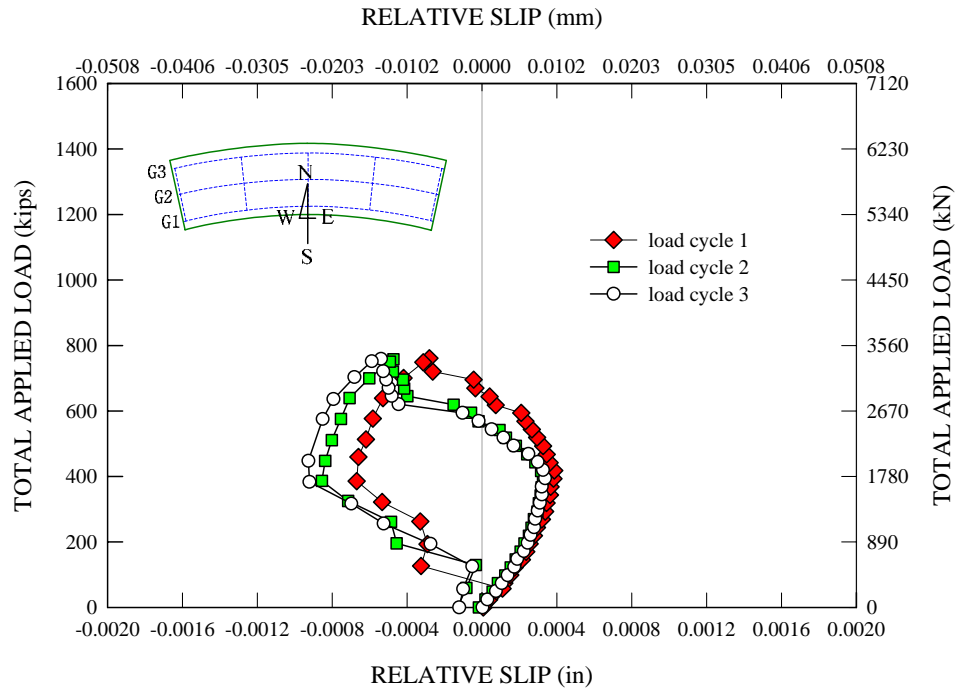 RELATIVE SLIP (mm)
-0.0508 -0.0406 -0.0305 -0.0203 -0.0102 0.0000 0.0102 0.0203 0.0305 0.0406 0.0508
1600 7120
1400 6230
1200 5340
1000 4450
800 3560
600 2670
400 1780
200 890
0 0
TOTAL APPLIED LOAD (kips)
TOTAL APPLIED LOAD (kN)
G3
G2
G1
N
W E
S
load cycle 1
load cycle 2
load cycle 3
-0.0020 -0.0016 -0.0012 -0.0008 -0.0004 0.0000 0.0004 0.0008 0.0012 0.0016 0.0020
RELATIVE SLIP (in)